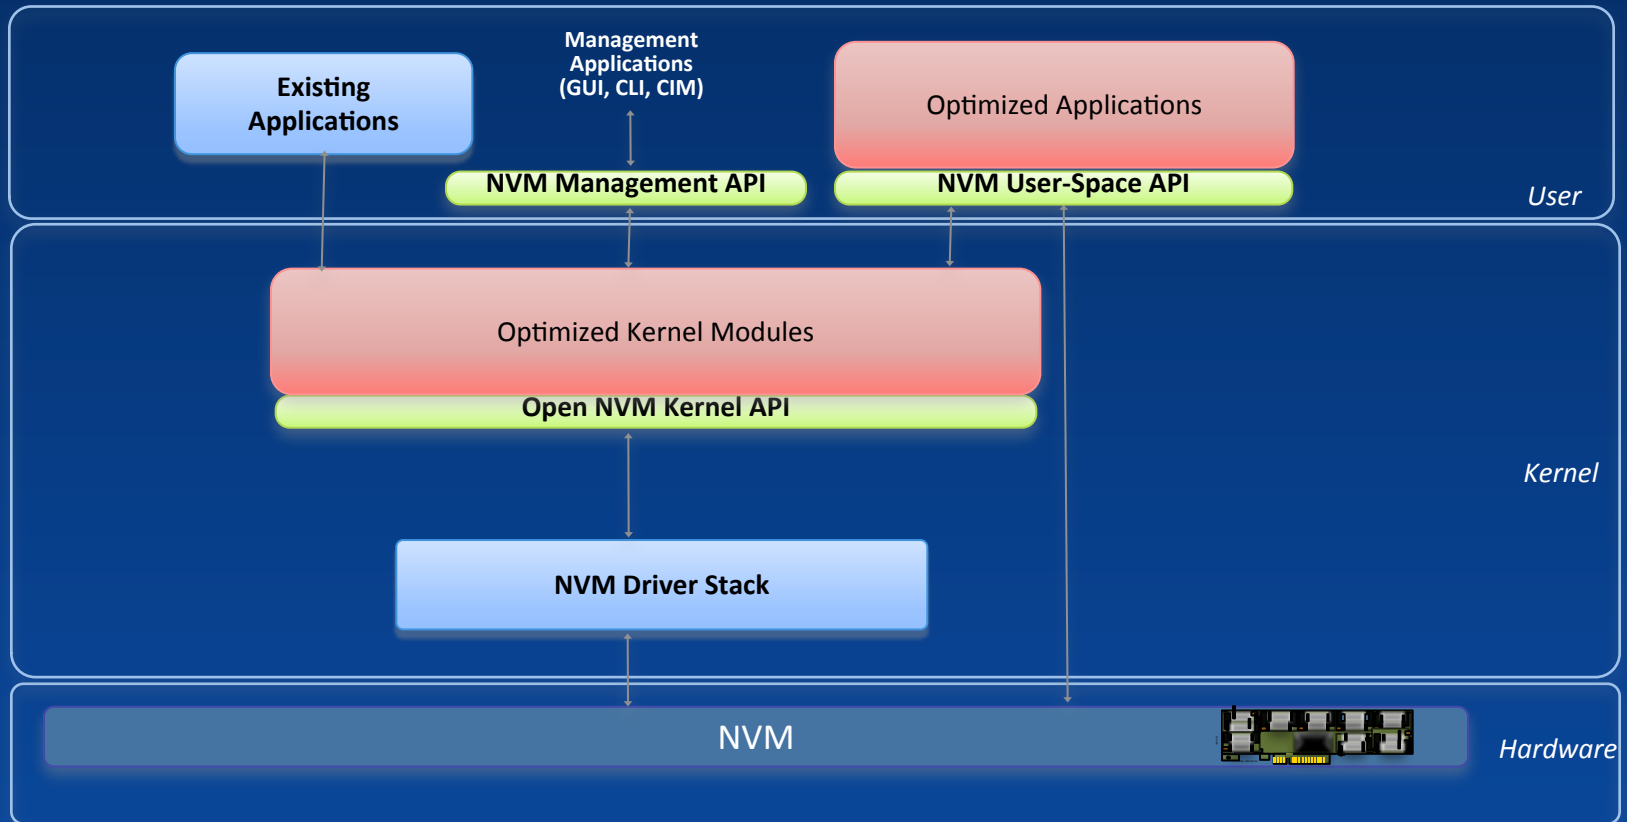 Existing
Applications
Management
Applications
(GUI, CLI, CIM)
Optimized Applications
NVM Management API
NVM User-Space API
User
Optimized Kernel Modules
Open NVM Kernel API
Kernel
NVM Driver Stack
NVM
Hardware